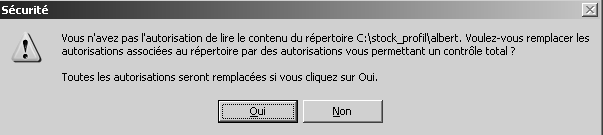 Sécurité
Vous n'avez pas l'autorisation de lire le contenu du répertoire C:\stock_profil\albert. Voulez-vous remplacer les
autorisations associées au répertoire par des autorisations vous permettant un contrôle total ?
Toutes les autorisations seront remplacées si vous cliquez sur Oui.
Oui
Non